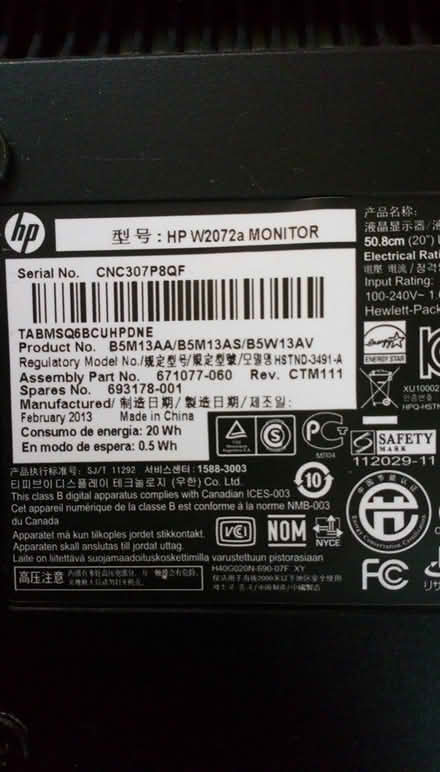 hp
型号 : HP W2072a MONITOR
产品名称:
50.8cm (20")
Electrical
Input Rating:
100-240V~
Hewlett-Pack
Serial No. CNC307P8QF
TABMSQ6BCUHPDNE
Product No. B5M13AA/B5M13AS/B5W13AV
Regulatory Model No./规定型号/規定型號/모델명:HSTND-3491-A
Assembly Part No. 671077-060 Rev. CTM111
Spares No. 693178-001
Manufactured/ 制造日期/ 製造日期/ 제조일:
February 2013 Made in China
Consumo de energia: 20 Wh
En modo de espera: 0.5 Wh
ENERGY STAR
SAFETY
MARK
112029-11
产品执行标准号: SJ/T 11292 서비스센터: 1588-3003
티피브이디스플레이 테크놀로지 (우한) Co. Ltd.
This class B digital apparatus complies with Canadian ICES-003
Cet appareil numérique de la classe B est conforme à la norme NMB-003
du Canada
Apparatet må kun tilkoples jordet stikkontakt.
Apparaten skall anslutas till jordat uttag.
Laite on liitettävä suojamaadoituskoskettimilla varustettuun pistorasiaan
10
VCCI
NOM
NYCE
H40G020N-690-07F XY
高压注意
FC